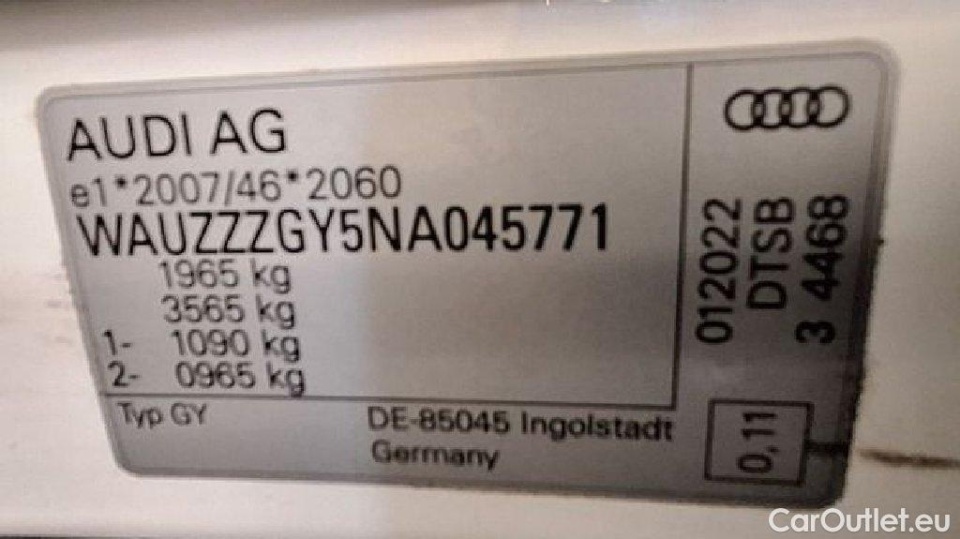 AUDI AG
e1*2007/46*2060
WAUZZZGY5NA045771
1965 kg
3565 kg
1- 1090 kg
2- 0965 kg
Typ GY
DE-85045 Ingolstadt
Germany
012022
DTSB
3 4468
0,11
CarOutlet.eu